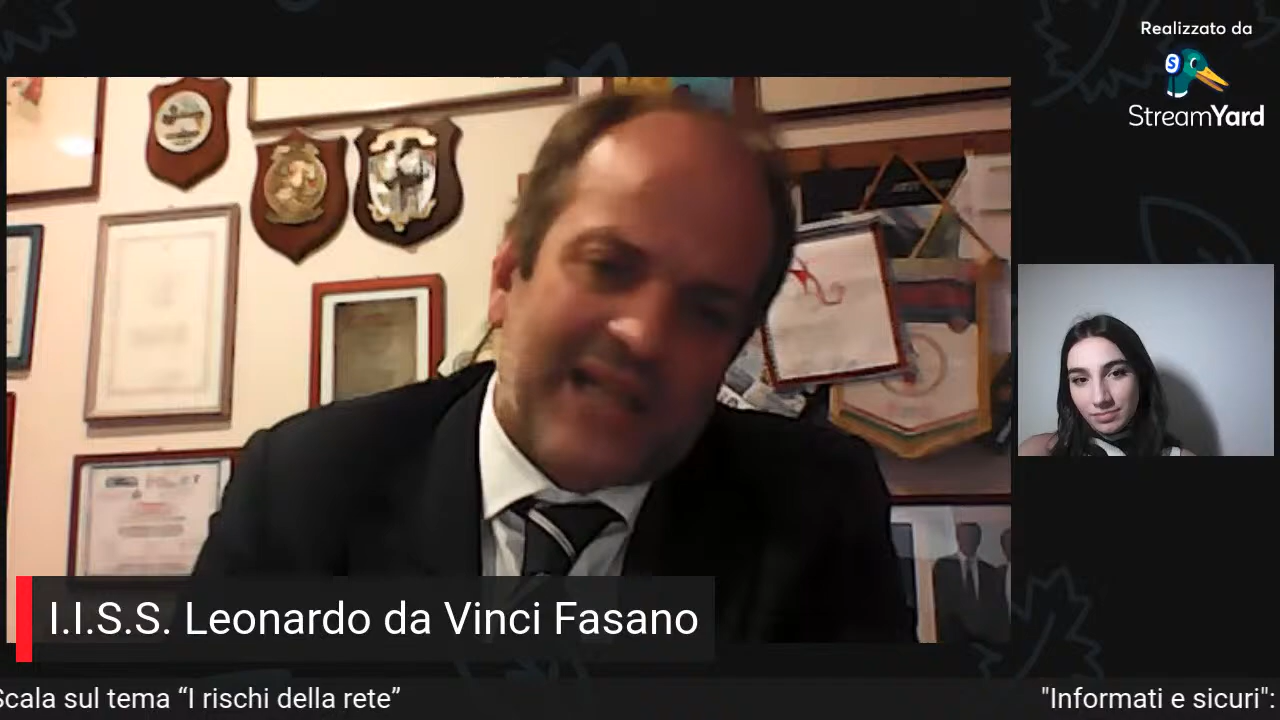 Realizzato da
StreamYard
I.I.S.S. Leonardo da Vinci Fasano
Scala sul tema “I rischi della rete”
"Informati e sicuri":